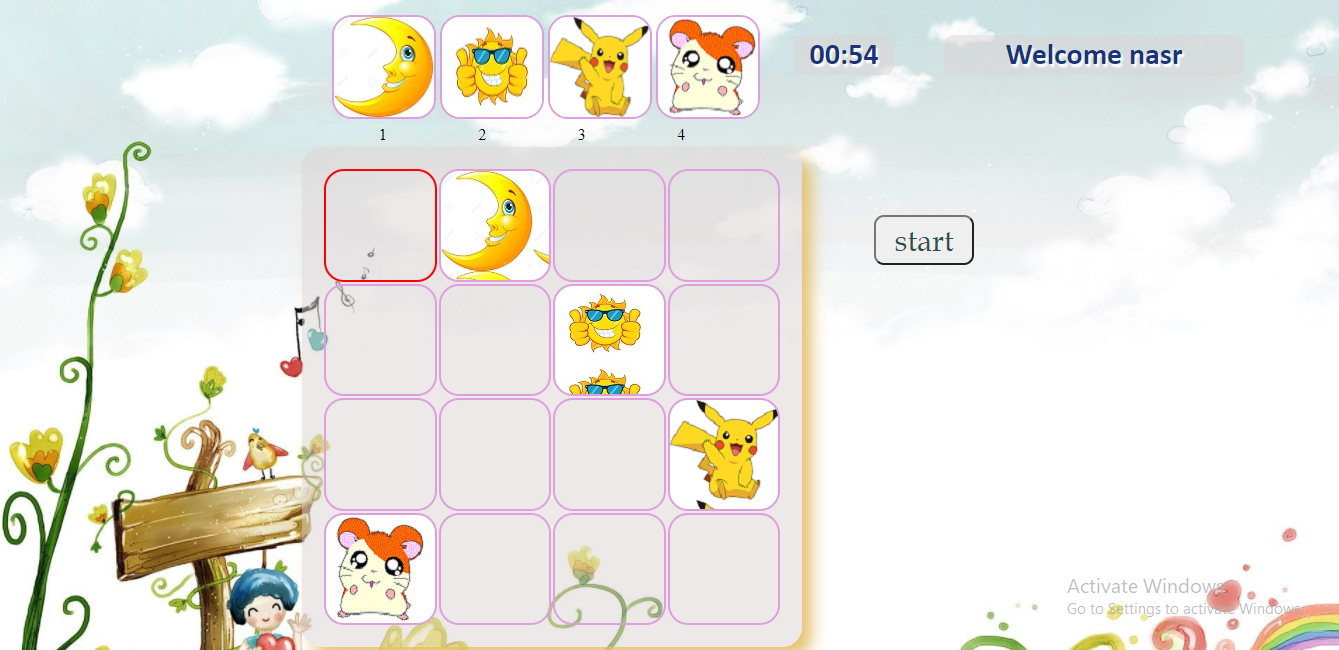 00:54
Welcome nasr
1 2 3 4
start
Activate Windows
Go to Settings to activate Windows.